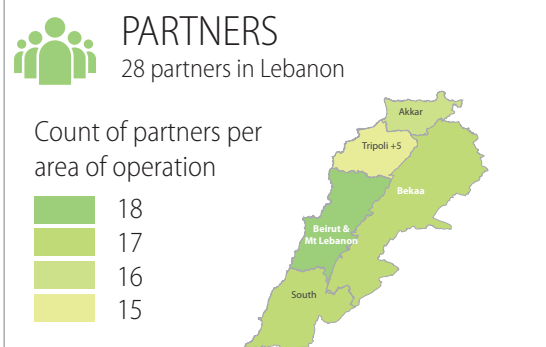 PARTNERS
28 partners in Lebanon
Count of partners per
area of operation
18
17
16
15
Akkar
Tripoli +5
Bekaa
Beirut &
Mt Lebanon
South